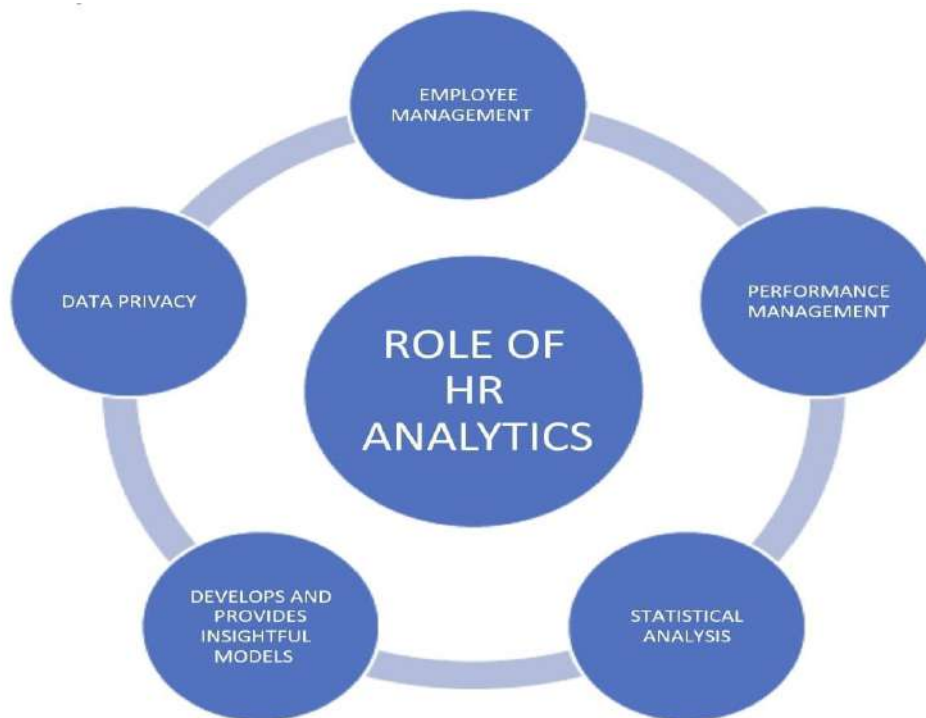 EMPLOYEE
MANAGEMENT
PERFORMANCE
MANAGEMENT
STATISTICAL
ANALYSIS
DEVELOPS AND
PROVIDES
INSIGHTFUL
MODELS
DATA PRIVACY
ROLE OF
HR
ANALYTICS